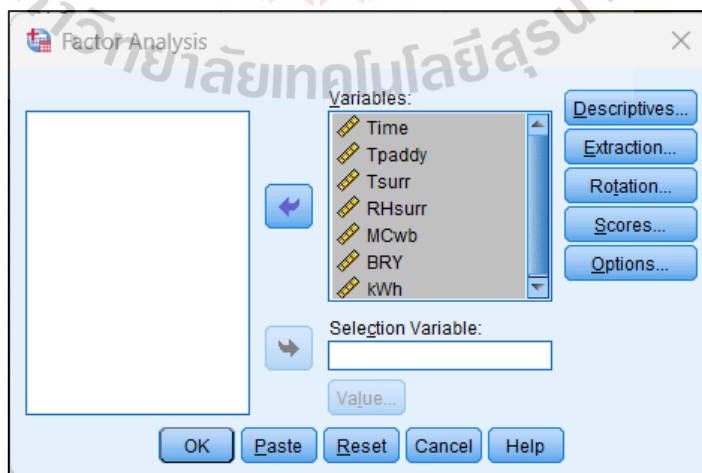 Factor Analysis
วิทยาลัยเทคโนโลยีสุรน
Variables:
Time
Tpaddy
Tsurr
RHsurr
MCwb
BRY
kWh
Descriptives...
Extraction...
Rotation...
Scores...
Options...
Selection Variable:
Value...
OK
Paste
Reset
Cancel
Help